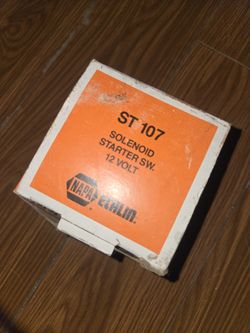 ST 107
SOLENOID
STARTER SW.
12 VOLT
NAPA ECHLIN